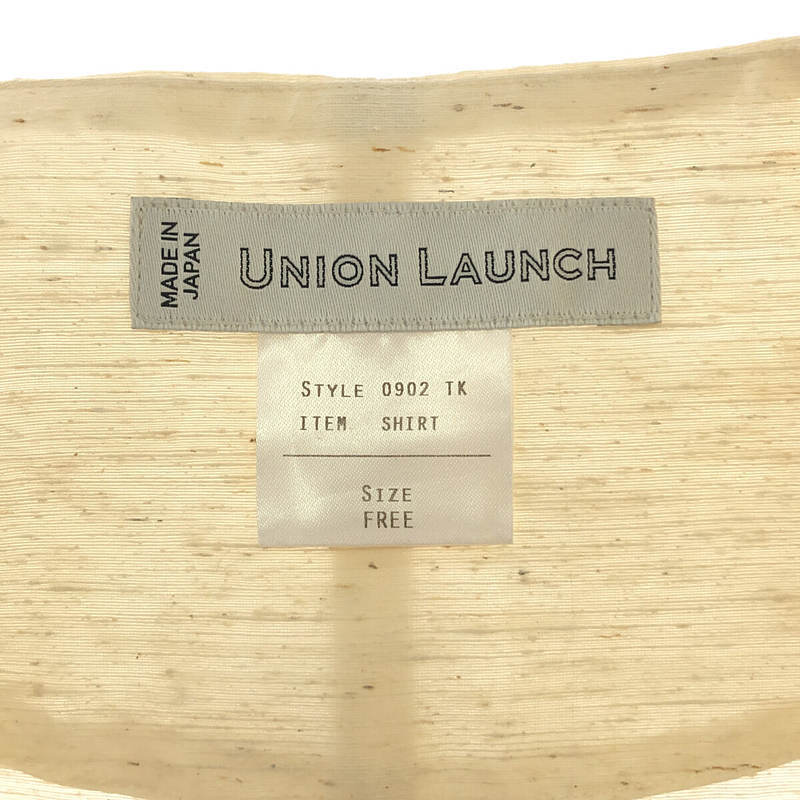 MADE IN
JAPAN
UNION LAUNCH
STYLE 0902 TK
ITEM SHIRT
SIZE
FREE